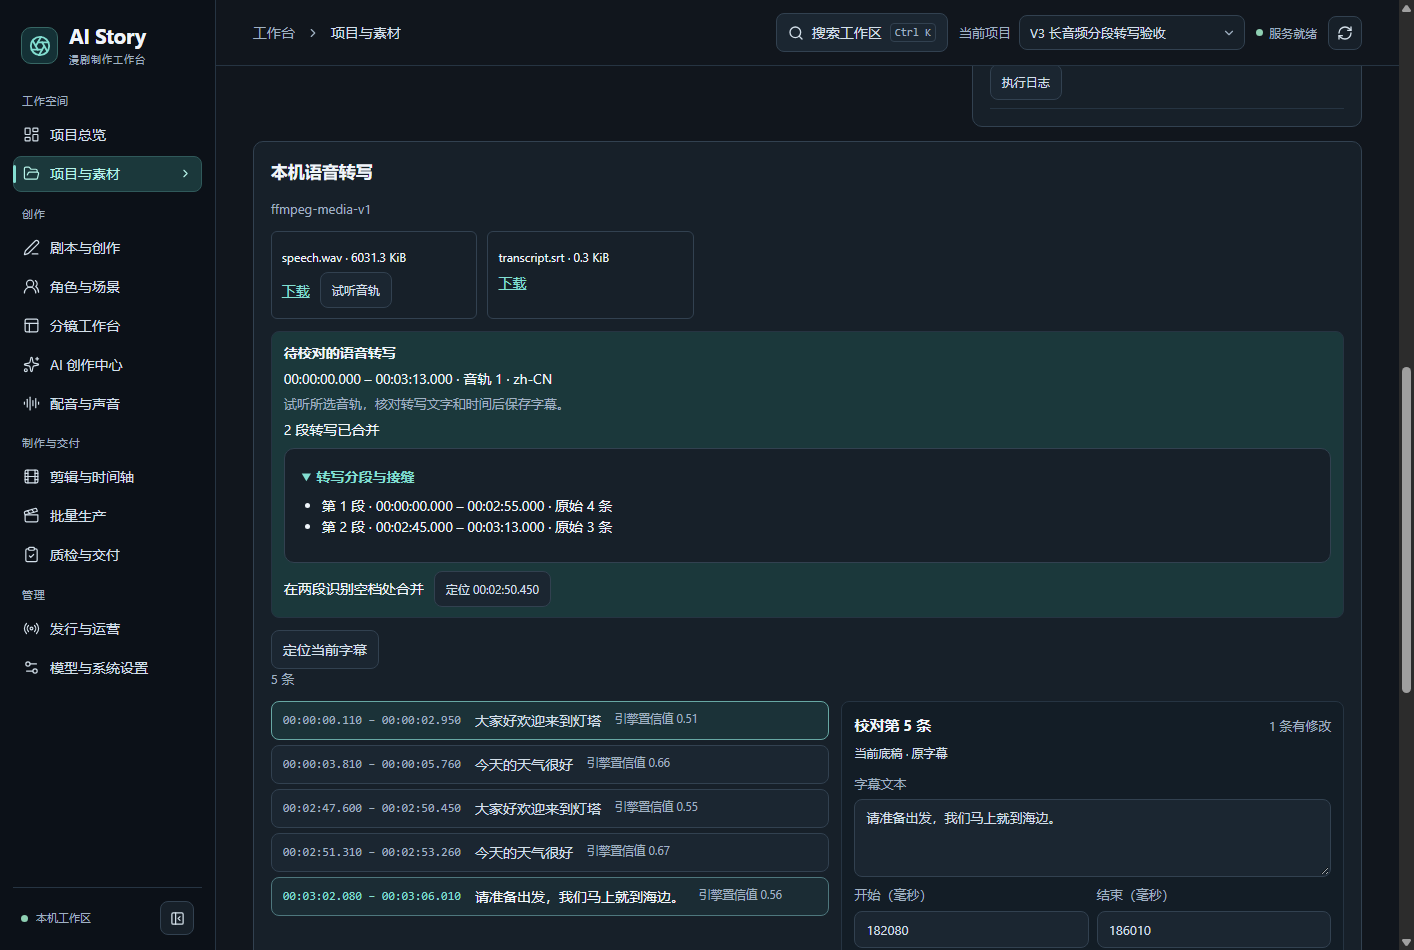 AI Story
漫剧制作工作台
工作空间
项目总览
项目与素材
创作
剧本与创作
角色与场景
分镜工作台
AI 创作中心
配音与声音
制作与交付
剪辑与时间轴
批量生产
质检与交付
管理
发行与运营
模型与系统设置
本机工作区
工作台 项目与素材
搜索工作区 Ctrl K 当前项目 V3 长音频分段转写验收 服务就绪
执行日志
本机语音转写
ffmpeg-media-v1
speech.wav · 6031.3 KiB
下载 试听音轨
transcript.srt · 0.3 KiB
下载
待校对的语音转写
00:00:00.000 – 00:03:13.000 · 音轨 1 · zh-CN
试听所选音轨，核对转写文字和时间后保存字幕。
2 段转写已合并
▼ 转写分段与接缝
• 第 1 段 · 00:00:00.000 – 00:02:55.000 · 原始 4 条
• 第 2 段 · 00:02:45.000 – 00:03:13.000 · 原始 3 条
在两段识别空档处合并 定位 00:02:50.450
定位当前字幕
5 条
00:00:00.110 – 00:00:02.950 大家好欢迎来到灯塔 引擎置信值 0.51
00:00:03.810 – 00:00:05.760 今天的天气很好 引擎置信值 0.66
00:02:47.600 – 00:02:50.450 大家好欢迎来到灯塔 引擎置信值 0.55
00:02:51.310 – 00:02:53.260 今天的天气很好 引擎置信值 0.67
00:03:02.080 – 00:03:06.010 请准备出发，我们马上就到海边。 引擎置信值 0.56
校对第 5 条 1 条有修改
当前底稿 · 原字幕
字幕文本
请准备出发，我们马上就到海边。
开始（毫秒） 结束（毫秒）
182080 186010